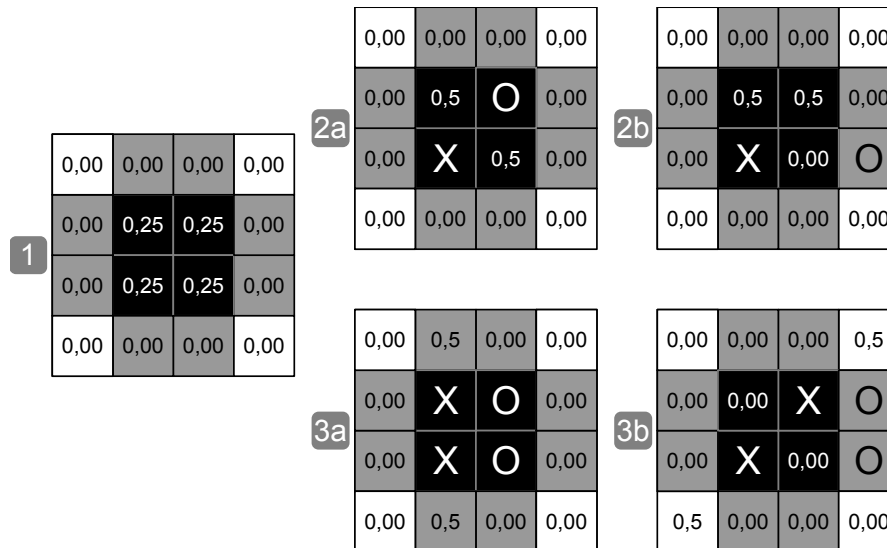 1
0,00 0,00 0,00 0,00
0,00 0,25 0,25 0,00
0,00 0,25 0,25 0,00
0,00 0,00 0,00 0,00
2a
0,00 0,00 0,00 0,00
0,00 0,5 O 0,00
0,00 X 0,5 0,00
0,00 0,00 0,00 0,00
2b
0,00 0,00 0,00 0,00
0,00 0,5 0,5 0,00
0,00 X 0,00 O
0,00 0,00 0,00 0,00
3a
0,00 0,5 0,00 0,00
0,00 X O 0,00
0,00 X O 0,00
0,00 0,5 0,00 0,00
3b
0,00 0,00 0,00 0,5
0,00 0,00 X O
0,00 X 0,00 O
0,5 0,00 0,00 0,00